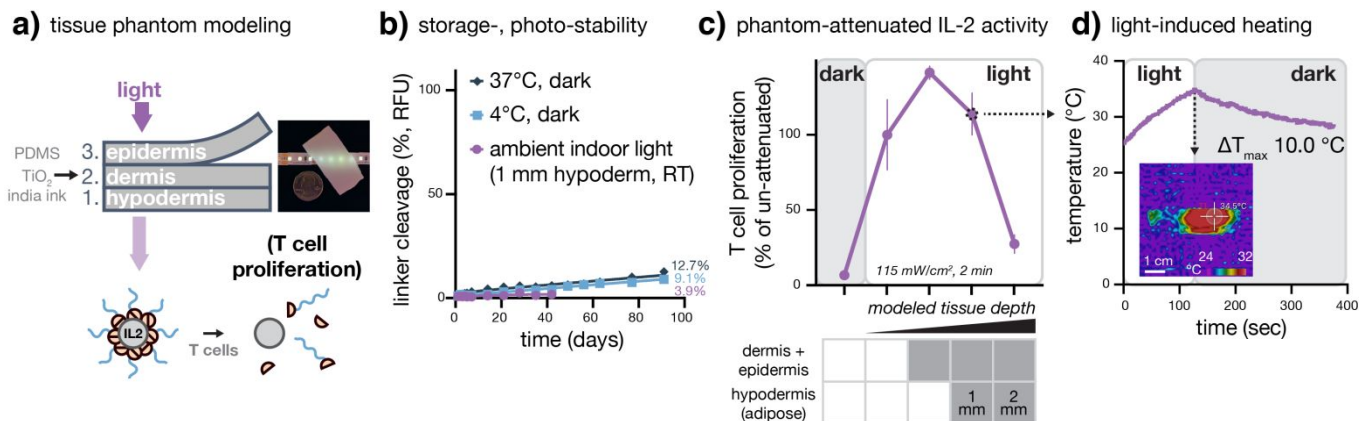 a) tissue phantom modeling
light
PDMS
TiO2
india ink
3. epidermis
2. dermis
1. hypodermis
(T cell
proliferation)
IL2
T cells
b) storage-, photo-stability
linker cleavage (%, RFU)
100
50
0
37°C, dark
4°C, dark
ambient indoor light
(1 mm hypoderm, RT)
12.7%
9.1%
3.9%
0 20 40 60 80 100
time (days)
c) phantom-attenuated IL-2 activity
T cell proliferation
(% of un-attenuated)
100
50
0
dark
light
115 mW/cm², 2 min
modeled tissue depth
dermis +
epidermis
hypodermis
(adipose)
1
mm
2
mm
d) light-induced heating
temperature (°C)
40
30
20
10
0
light
dark
ΔTmax 10.0 °C
34.5°C
1 cm
24
32
°C
0 100 200 300 400
time (sec)